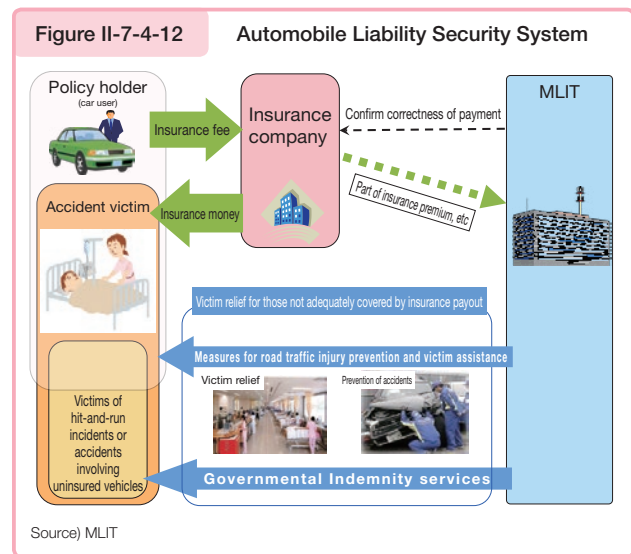 Figure II-7-4-12
Automobile Liability Security System
Policy holder
(car user)
Insurance fee
Insurance
company
Confirm correctness of payment
MLIT
Part of insurance premium, etc
Accident victim
Insurance money
Victim relief for those not adequately covered by insurance payout
Measures for road traffic injury prevention and victim assistance
Victim relief
Prevention of accidents
Victims of
hit-and-run
incidents or
accidents
involving
uninsured vehicles
Governmental Indemnity services
Source) MLIT